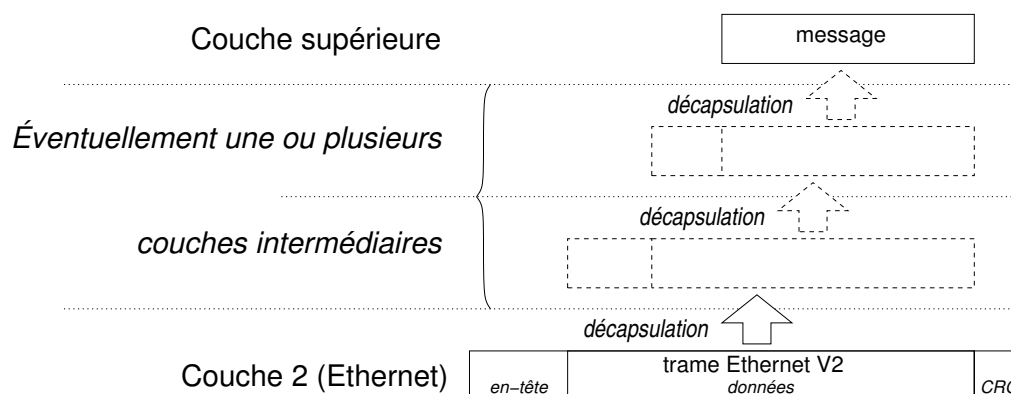 Couche supérieure
message
décapsulation
Éventuellement une ou plusieurs
décapsulation
couches intermédiaires
décapsulation
Couche 2 (Ethernet)
trame Ethernet V2
en−tête
données
CRC